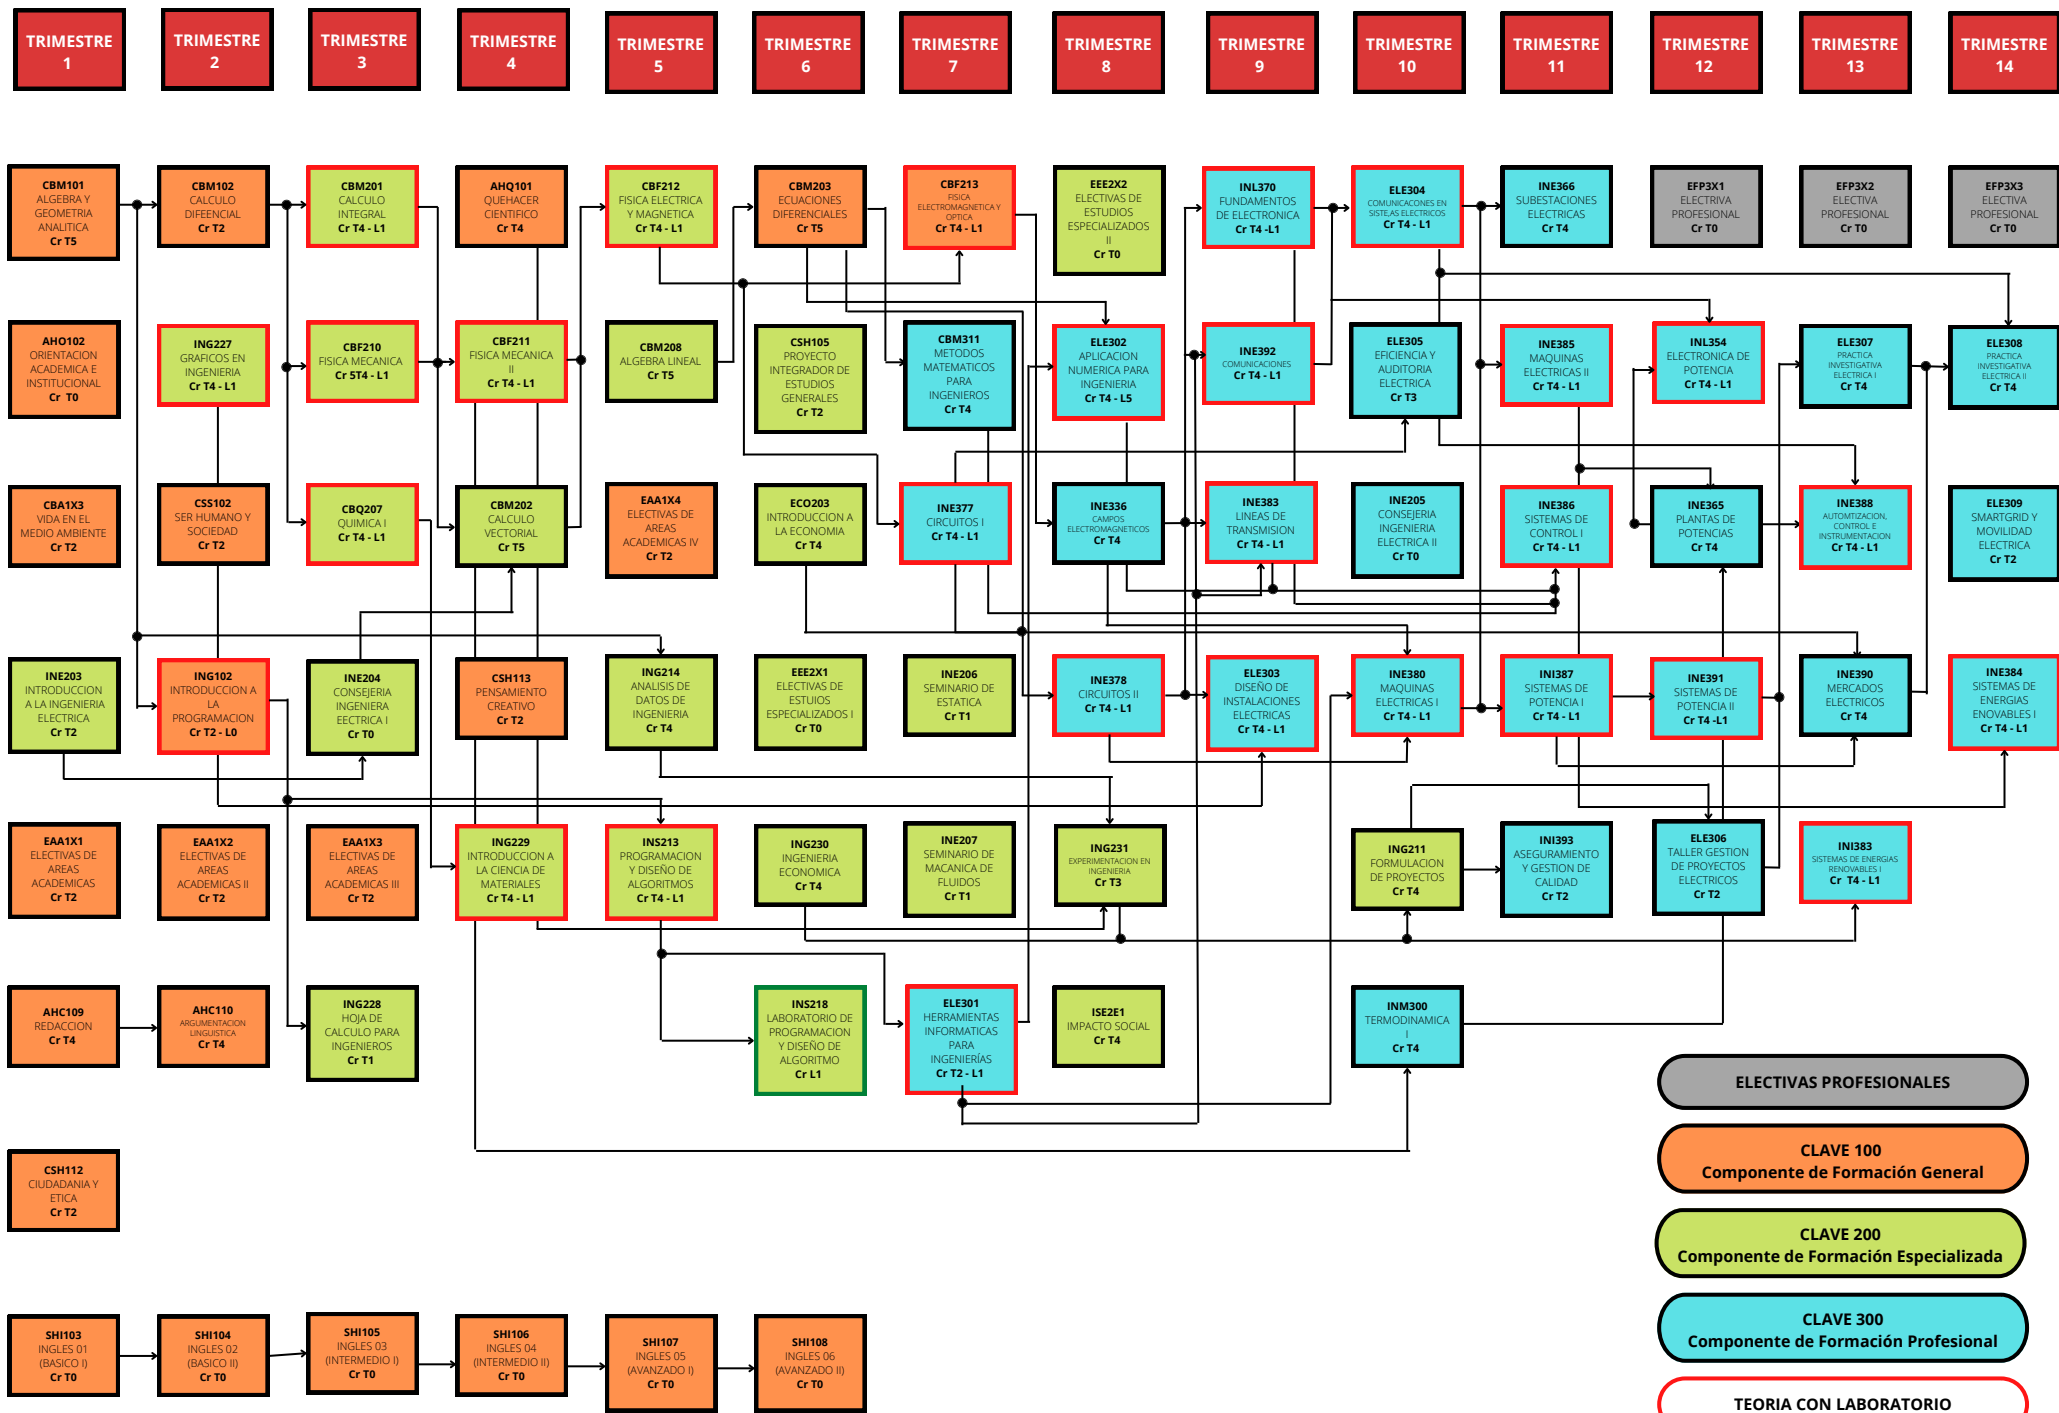 TRIMESTRE
1
TRIMESTRE
2
TRIMESTRE
3
TRIMESTRE
4
TRIMESTRE
5
TRIMESTRE
6
TRIMESTRE
7
TRIMESTRE
8
TRIMESTRE
9
TRIMESTRE
10
TRIMESTRE
11
TRIMESTRE
12
TRIMESTRE
13
TRIMESTRE
14
CBM101
ALGEBRA Y
GEOMETRIA
ANALITICA
Cr T5
CBM102
CALCULO
DIFEENCIAL
Cr T2
CBM201
CALCULO
INTEGRAL
Cr T4 - L1
AHQ101
QUEHACER
CIENTIFICO
Cr T4
CBF212
FISICA ELECTRICA
Y MAGNETICA
Cr T4 - L1
CBM203
ECUACIONES
DIFERENCIALES
Cr T5
CBF213
FISICA
ELECTROMAGNETICA Y
OPTICA
Cr T4 - L1
EEE2X2
ELECTIVAS DE
ESTUDIOS
ESPECIALIZADOS
II
Cr T0
INL370
FUNDAMENTOS
DE ELECTRONICA
Cr T4 -L1
ELE304
COMUNICACONES EN
SISTE,AS ELECTRICOS
Cr T4 - L1
INE366
SUBESTACIONES
ELECTRICAS
Cr T4
EFP3X1
ELECTRIVA
PROFESIONAL
Cr T0
EFP3X2
ELECTIVA
PROFESIONAL
Cr T0
EFP3X3
ELECTIVA
PROFESIONAL
Cr T0
AHO102
ORIENTACION
ACADEMICA E
INSTITUCIONAL
Cr T0
ING227
GRAFICOS EN
INGENIERIA
Cr T4 - L1
CBF210
FISICA MECANICA
Cr 5T4 - L1
CBF211
FISICA MECANICA
II
Cr T4 - L1
CBM208
ALGEBRA LINEAL
Cr T5
CSH105
PROYECTO
INTEGRADOR DE
ESTUDIOS
GENERALES
Cr T2
CBM311
METODOS
MATEMATICOS
PARA
INGENIEROS
Cr T4
ELE302
APLICACION
NUMERICA PARA
INGENIERIA
Cr T4 - L5
INE392
COMUNICACIONES
Cr T4 - L1
ELE305
EFICIENCIA Y
AUDITORIA
ELECTRICA
Cr T3
INE385
MAQUINAS
ELECTRICAS II
Cr T4 - L1
INL354
ELECTRONICA DE
POTENCIA
Cr T4 - L1
ELE307
PRACTICA
INVESTIGATIVA
ELECTRICA I
Cr T4
ELE308
PRACTICA
INVESTIGATIVA
ELECTRICA II
Cr T4
CBA1X3
VIDA EN EL
MEDIO AMBIENTE
Cr T2
CSS102
SER HUMANO Y
SOCIEDAD
Cr T2
CBQ207
QUIMICA I
Cr T4 - L1
CBM202
CALCULO
VECTORIAL
Cr T5
EAA1X4
ELECTIVAS DE
AREAS
ACADEMICAS IV
Cr T2
ECO203
INTRODUCCION A
LA ECONOMIA
Cr T4
INE377
CIRCUITOS I
Cr T4 - L1
INE336
CAMPOS
ELECTROMAGNETICOS
Cr T4
INE383
LINEAS DE
TRANSMISION
Cr T4 - L1
INE205
CONSEJERIA
INGENIERIA
ELECTRICA II
Cr T0
INE386
SISTEMAS DE
CONTROL I
Cr T4 - L1
INE365
PLANTAS DE
POTENCIAS
Cr T4
INE388
AUTOMTIZACION,
CONTROL E
INSTRUMENTACION
Cr T4 - L1
ELE309
SMARTGRID Y
MOVILIDAD
ELECTRICA
Cr T2
INE203
INTRODUCCION
A LA INGENIERIA
ELECTRICA
Cr T2
ING102
INTRODUCCION A
LA
PROGRAMACION
Cr T2 - L0
INE204
CONSEJERIA
INGENIERA
EECTRICA I
Cr T0
CSH113
PENSAMIENTO
CREATIVO
Cr T2
ING214
ANALISIS DE
DATOS DE
INGENIERIA
Cr T4
EEE2X1
ELECTIVAS DE
ESTUIOS
ESPECIALIZADOS I
Cr T0
INE206
SEMINARIO DE
ESTATICA
Cr T1
INE378
CIRCUITOS II
Cr T4 - L1
ELE303
DISEÑO DE
INSTALACIONES
ELECTRICAS
Cr T4 - L1
INE380
MAQUINAS
ELECTRICAS I
Cr T4 - L1
INI387
SISTEMAS DE
POTENCIA I
Cr T4 - L1
INE391
SISTEMAS DE
POTENCIA II
Cr T4 -L1
INE390
MERCADOS
ELECTRICOS
Cr T4
INE384
SISTEMAS DE
ENERGIAS
ENOVABLES I
Cr T4 - L1
EAA1X1
ELECTIVAS DE
AREAS
ACADEMICAS
Cr T2
EAA1X2
ELECTIVAS DE
AREAS
ACADEMICAS II
Cr T2
EAA1X3
ELECTIVAS DE
AREAS
ACADEMICAS III
Cr T2
ING229
INTRODUCCION A
LA CIENCIA DE
MATERIALES
Cr T4 - L1
INS213
PROGRAMACION
Y DISEÑO DE
ALGORITMOS
Cr T4 - L1
ING230
INGENIERIA
ECONOMICA
Cr T4
INE207
SEMINARIO DE
MACANICA DE
FLUIDOS
Cr T1
ING231
EXPERIMENTACION EN
INGENIERIA
Cr T3
ING211
FORMULACION
DE PROYECTOS
Cr T4
INI393
ASEGURAMIENTO
Y GESTION DE
CALIDAD
Cr T2
ELE306
TALLER GESTION
DE PROYECTOS
ELECTRICOS
Cr T2
INI383
SISTEMAS DE ENERGIAS
RENOVABLES I
Cr T4 - L1
AHC109
REDACCION
Cr T4
AHC110
ARGUMENTACION
LINGUISTICA
Cr T4
ING228
HOJA DE
CALCULO PARA
INGENIEROS
Cr T1
INS218
LABORATORIO DE
PROGRAMACION
Y DISEÑO DE
ALGORITMO
Cr L1
ELE301
HERRAMIENTAS
INFORMATICAS
PARA
INGENIERÍAS
Cr T2 - L1
ISE2E1
IMPACTO SOCIAL
Cr T4
INM300
TERMODINAMICA
I
Cr T4
CSH112
CIUDADANIA Y
ETICA
Cr T2
SHI103
INGLES 01
(BASICO I)
Cr T0
SHI104
INGLES 02
(BASICO II)
Cr T0
SHI105
INGLES 03
(INTERMEDIO I)
Cr T0
SHI106
INGLES 04
(INTERMEDIO II)
Cr T0
SHI107
INGLES 05
(AVANZADO I)
Cr T0
SHI108
INGLES 06
(AVANZADO II)
Cr T0
ELECTIVAS PROFESIONALES
CLAVE 100
Componente de Formación General
CLAVE 200
Componente de Formación Especializada
CLAVE 300
Componente de Formación Profesional
TEORIA CON LABORATORIO